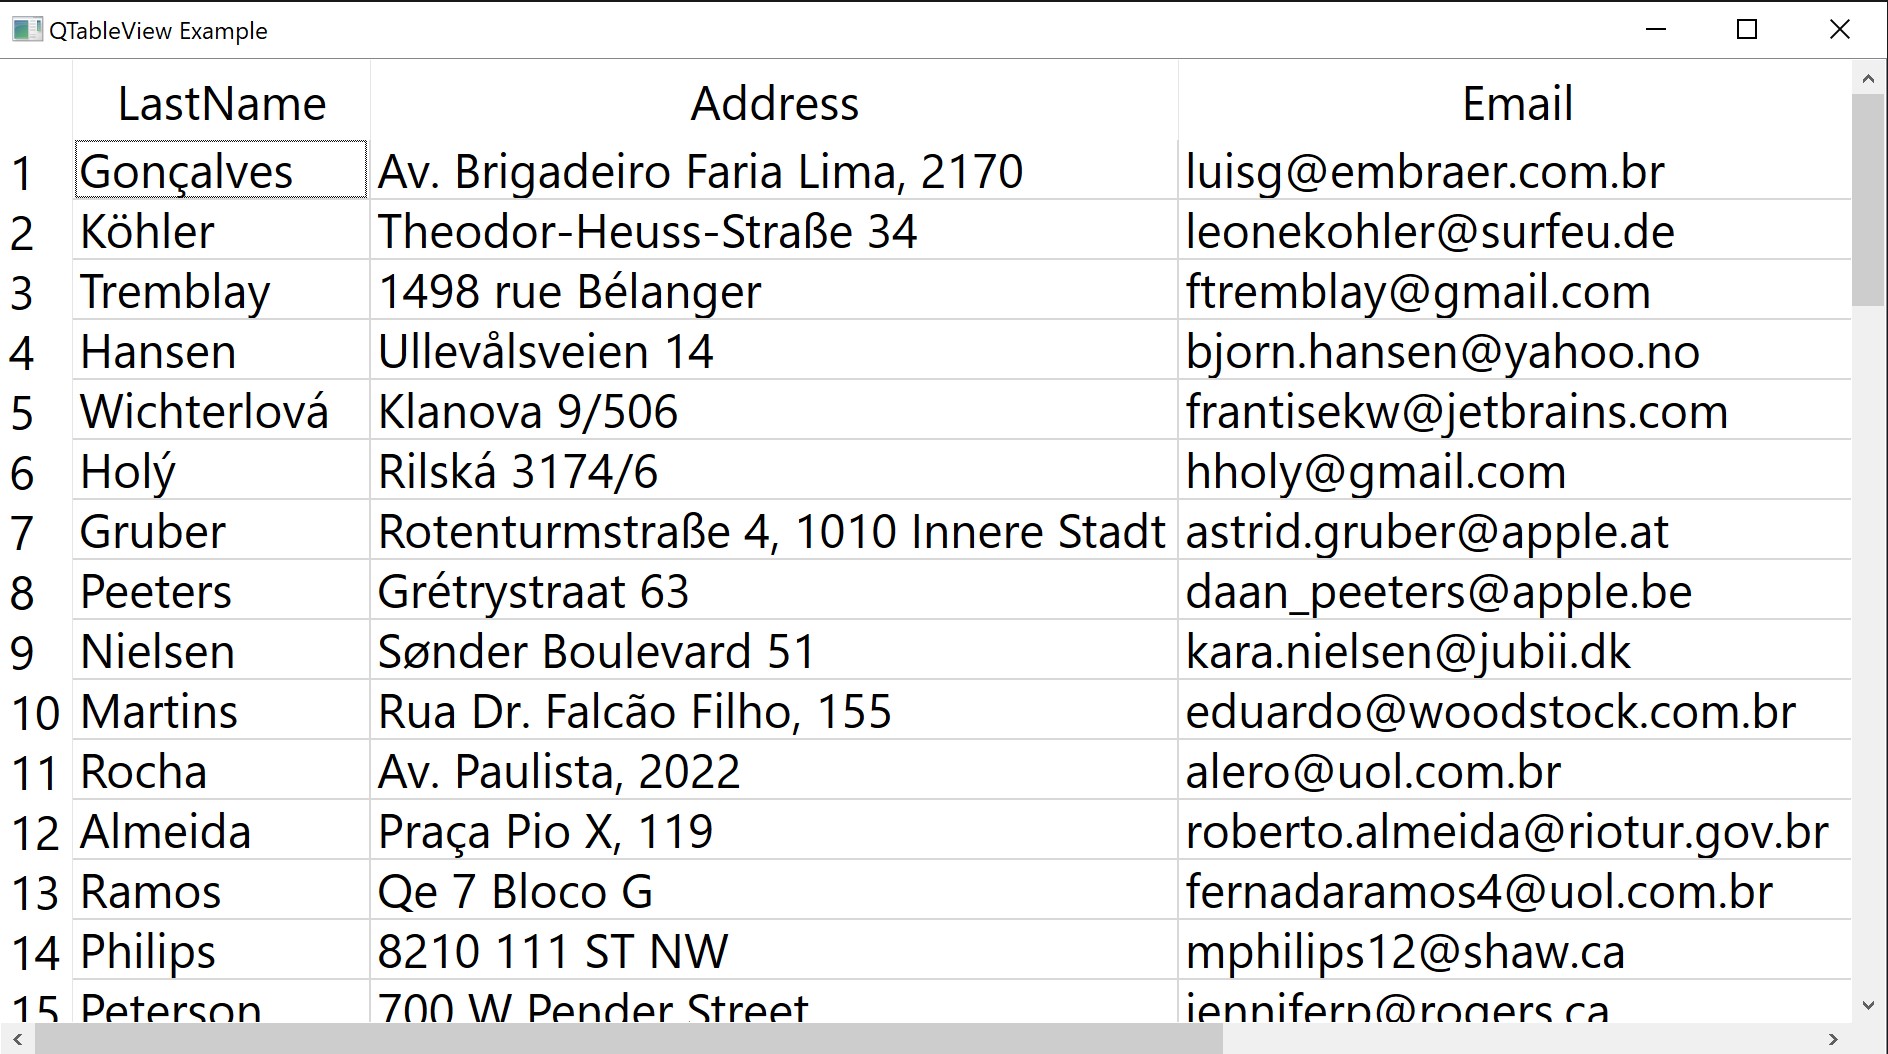 QTableView Example
LastName Address Email
1 Gonçalves Av. Brigadeiro Faria Lima, 2170 luisg@embraer.com.br
2 Köhler Theodor-Heuss-Straße 34 leonekohler@surfeu.de
3 Tremblay 1498 rue Bélanger ftremblay@gmail.com
4 Hansen Ullevålsveien 14 bjorn.hansen@yahoo.no
5 Wichterlová Klanova 9/506 frantisekw@jetbrains.com
6 Holý Rilská 3174/6 hholy@gmail.com
7 Gruber Rotenturmstraße 4, 1010 Innere Stadt astrid.gruber@apple.at
8 Peeters Grétrystraat 63 daan_peeters@apple.be
9 Nielsen Sønder Boulevard 51 kara.nielsen@jubii.dk
10 Martins Rua Dr. Falcão Filho, 155 eduardo@woodstock.com.br
11 Rocha Av. Paulista, 2022 alero@uol.com.br
12 Almeida Praça Pio X, 119 roberto.almeida@riotur.gov.br
13 Ramos Qe 7 Bloco G fernadaramos4@uol.com.br
14 Philips 8210 111 ST NW mphilips12@shaw.ca
15 Peterson 700 W Pender Street jenniferp@rogers.ca